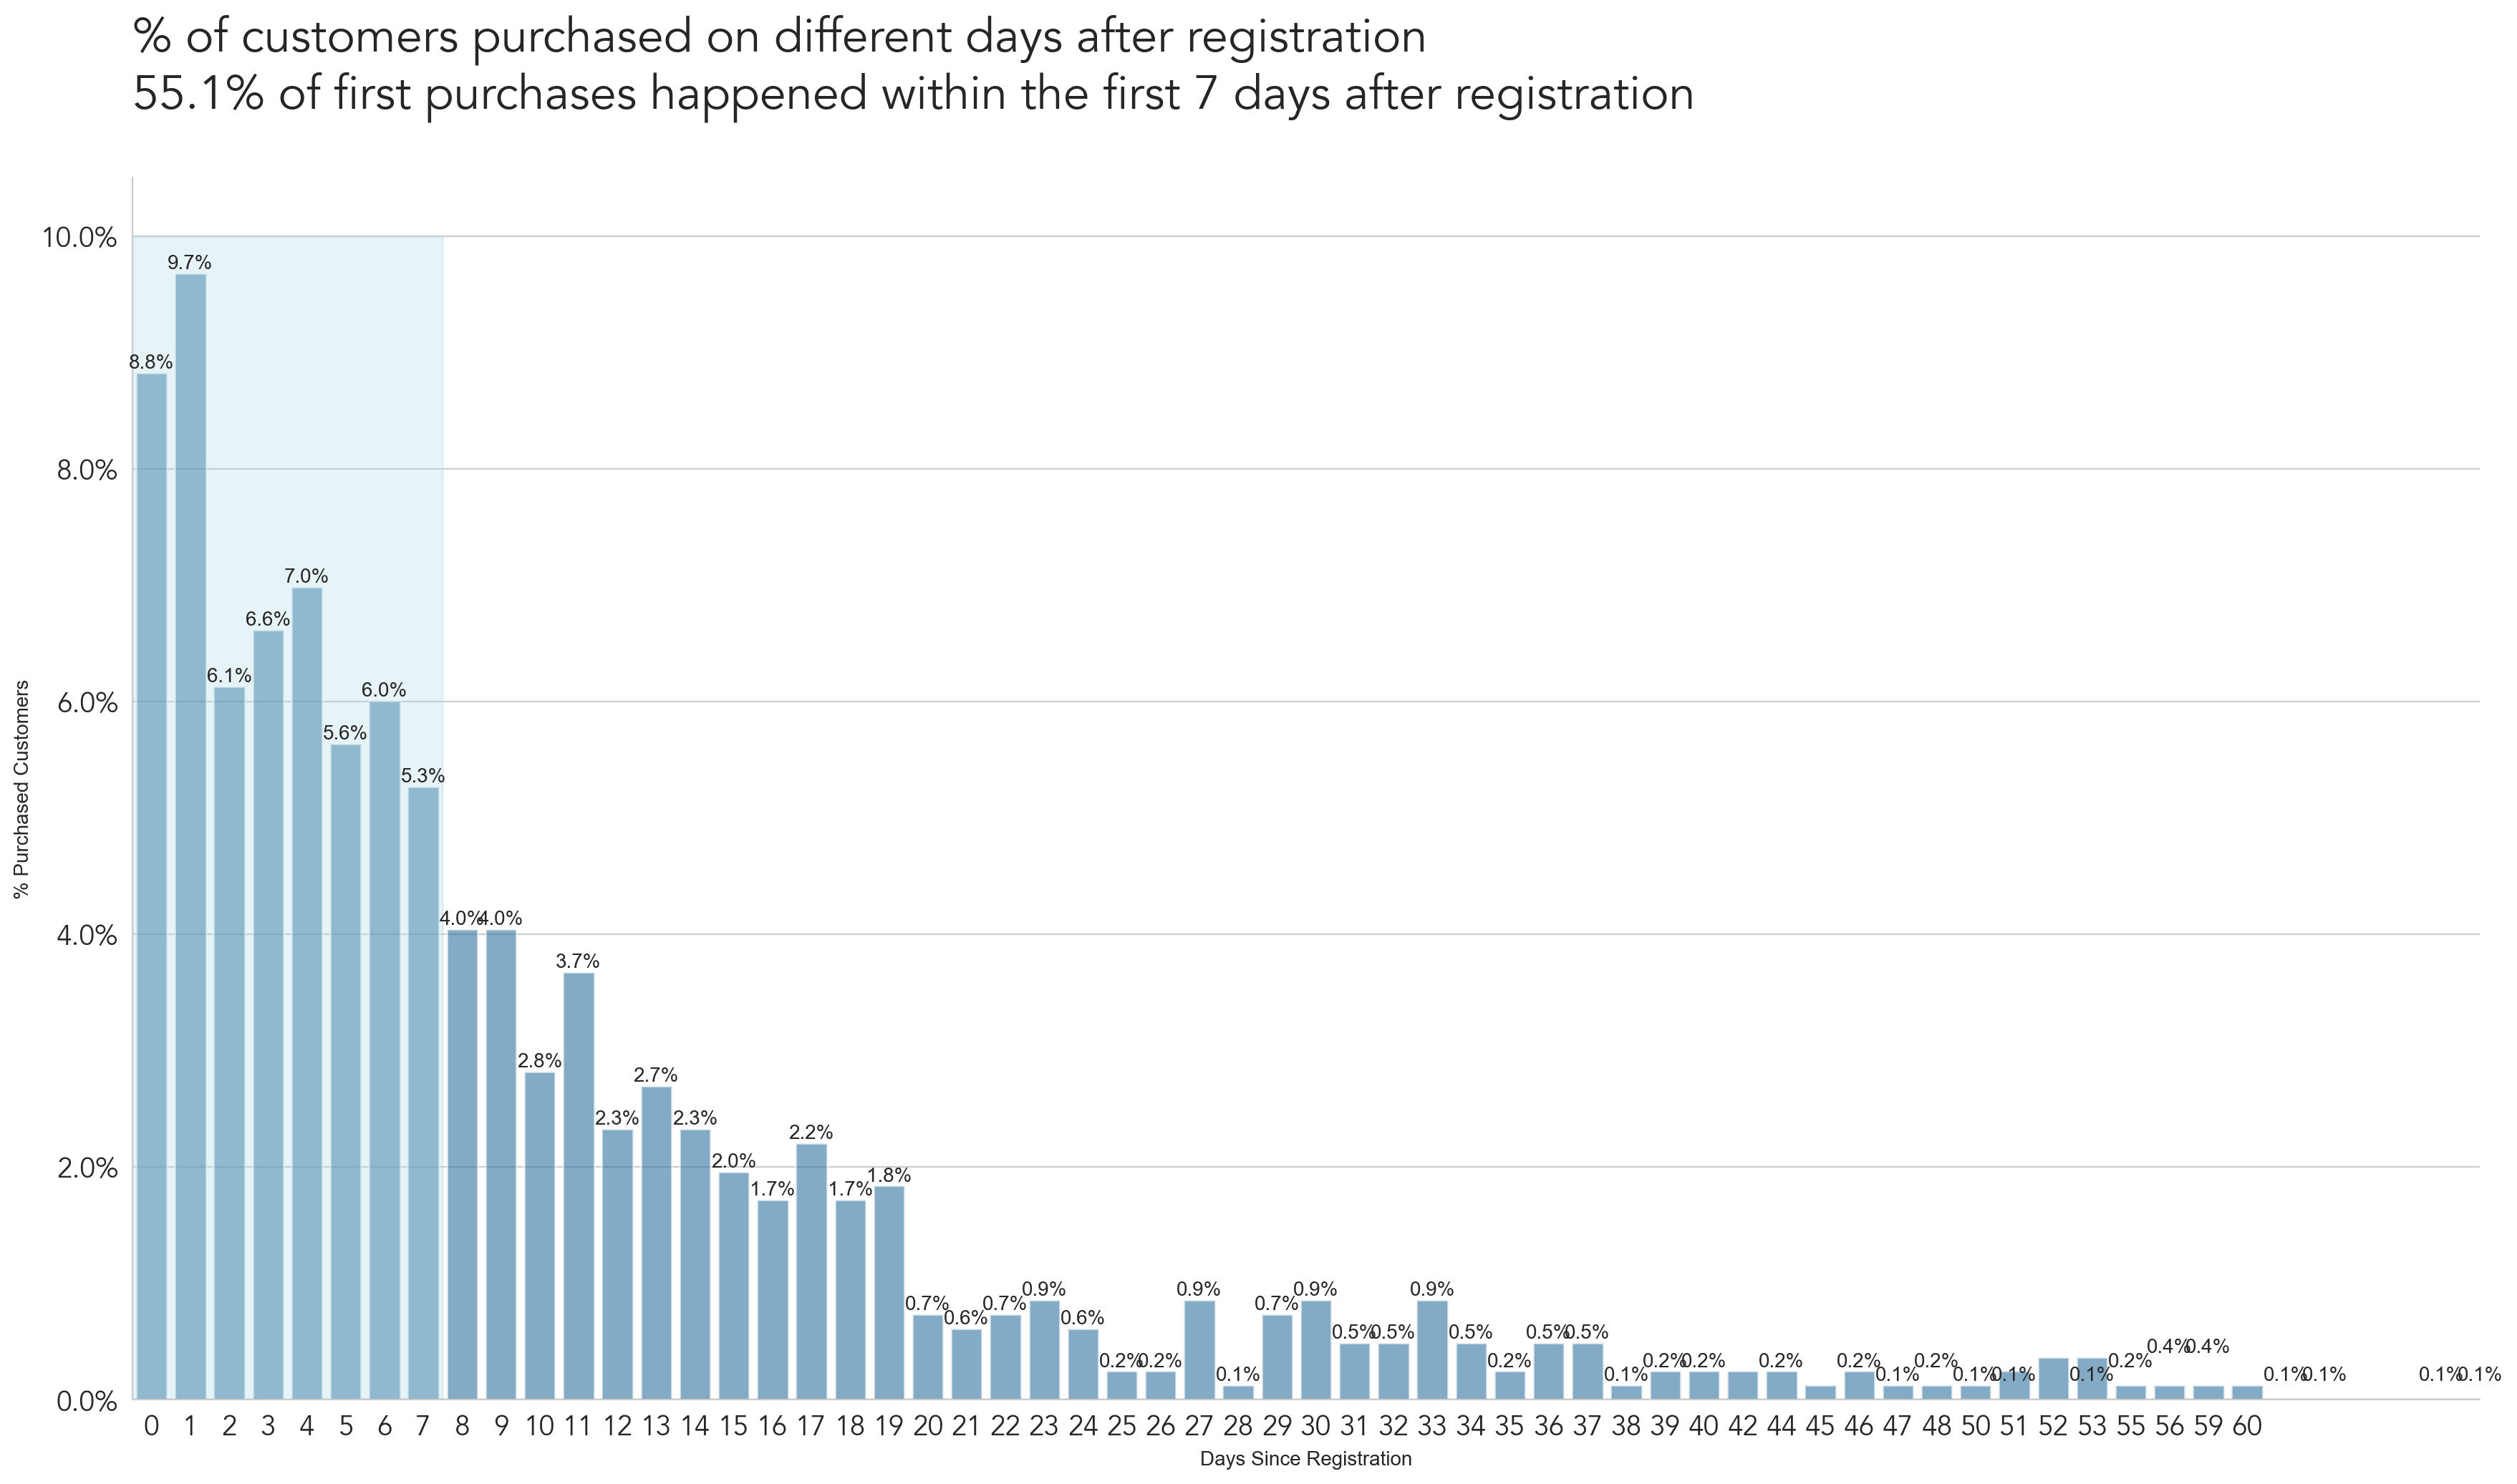 % of customers purchased on different days after registration
55.1% of first purchases happened within the first 7 days after registration
10.0%
8.0%
6.0%
4.0%
2.0%
0.0%
% Purchased Customers
8.8% 9.7% 6.1% 6.6% 7.0% 5.6% 6.0% 5.3% 4.0% 4.0% 2.8% 3.7% 2.3% 2.7% 2.3% 2.0% 1.7% 2.2% 1.7% 1.8% 0.7% 0.6% 0.7% 0.9% 0.6% 0.2% 0.2% 0.9% 0.1% 0.7% 0.9% 0.5% 0.5% 0.9% 0.5% 0.2% 0.5% 0.5% 0.1% 0.2% 0.2% 0.2% 0.2% 0.1% 0.2% 0.1% 0.1% 0.1% 0.2% 0.4% 0.4% 0.1% 0.1% 0.1% 0.1%
0 1 2 3 4 5 6 7 8 9 10 11 12 13 14 15 16 17 18 19 20 21 22 23 24 25 26 27 28 29 30 31 32 33 34 35 36 37 38 39 40 42 44 45 46 47 48 50 51 52 53 55 56 59 60
Days Since Registration